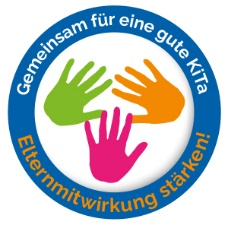 Gemeinsam für eine gute KiTa
Elternmitwirkung stärken!